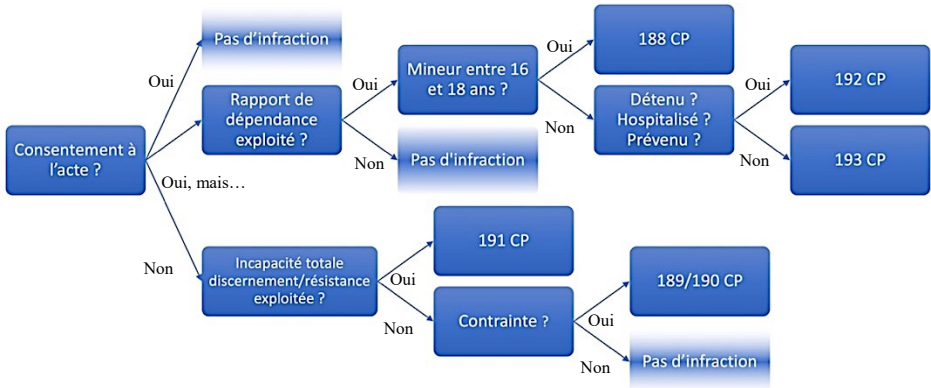 Pas d'infraction
Oui
Consentement à
l'acte ?
Oui, mais…
Rapport de
dépendance
exploité ?
Oui
Mineur entre 16
et 18 ans ?
Oui
188 CP
Non
Détenu ?
Hospitalisé ?
Prévenu ?
Oui
192 CP
Non
193 CP
Non
Pas d'infraction
Non
Incapacité totale
discernement/résistance
exploitée ?
Oui
191 CP
Non
Contrainte ?
Oui
189/190 CP
Non
Pas d'infraction